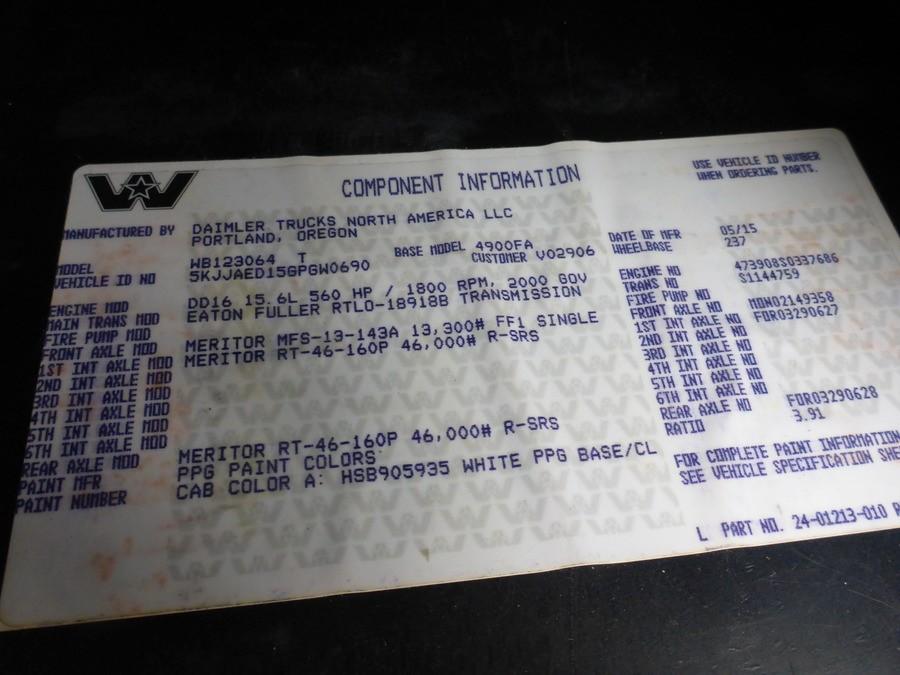 COMPONENT INFORMATION
USE VEHICLE ID NUMBER
WHEN ORDERING PARTS.
MANUFACTURED BY DAIMLER TRUCKS NORTH AMERICA LLC
PORTLAND, OREGON
DATE OF MFR 05/15
MODEL WB123064 T BASE MODEL 4900FA WHEELBASE 237
VEHICLE ID NO 5KJJAED15GPGW0690 CUSTOMER V02906
ENGINE MOD DD16 15.6L 560 HP / 1800 RPM, 2000 GOV ENGINE NO 473908S0337686
MAIN TRANS MOD EATON FULLER RTLO-18918B TRANSMISSION TRANS NO S1144759
FIRE PUMP MOD FIRE PUMP NO
FRONT AXLE MOD MERITOR MFS-13-143A 13,300# FF1 SINGLE FRONT AXLE NO MON02149358
1ST INT AXLE MOD MERITOR RT-46-160P 46,000# R-SRS 1ST INT AXLE NO FOR03290627
2ND INT AXLE MOD 2ND INT AXLE NO
3RD INT AXLE MOD 3RD INT AXLE NO
4TH INT AXLE MOD 4TH INT AXLE NO
5TH INT AXLE MOD 5TH INT AXLE NO
6TH INT AXLE MOD 6TH INT AXLE NO
REAR AXLE MOD MERITOR RT-46-160P 46,000# R-SRS REAR AXLE NO FOR03290628
RATIO 3.91
PAINT MFR PPG PAINT COLORS
PAINT NUMBER CAB COLOR A: HSB905935 WHITE PPG BASE/CL
FOR COMPLETE PAINT INFORMATION
SEE VEHICLE SPECIFICATION SHE
L PART NO. 24-01213-010 R